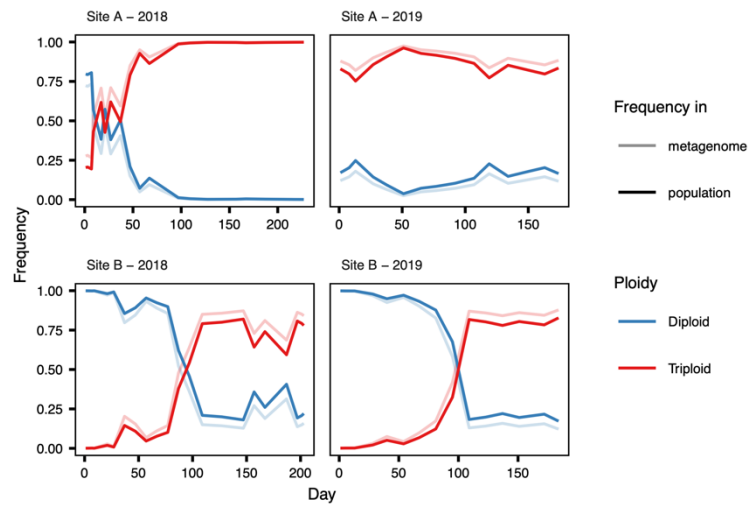 Site A – 2018
Site A – 2019
1.00
0.75
0.50
0.25
0.00
0 50 100 150 200
0 50 100 150
Frequency
Site B – 2018
Site B – 2019
1.00
0.75
0.50
0.25
0.00
0 50 100 150 200
0 50 100 150
Day
Frequency in
metagenome
population
Ploidy
Diploid
Triploid